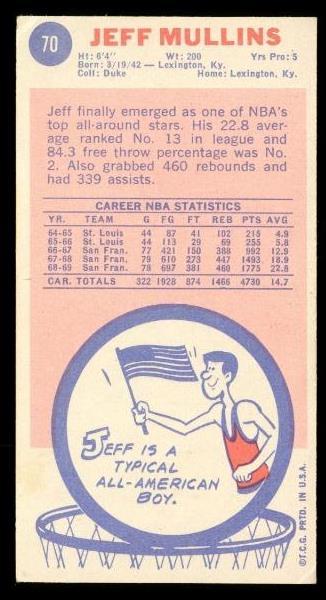 70
JEFF MULLINS
Ht: 6'4" Wt: 200 Yrs Pro: 5
Born: 3/19/42 — Lexington, Ky.
Coll: Duke Home: Lexington, Ky.
Jeff finally emerged as one of NBA's
top all-around stars. His 22.8 aver-
age ranked No. 13 in league and
84.3 free throw percentage was No.
2. Also grabbed 460 rebounds and
had 339 assists.
CAREER NBA STATISTICS
YR. TEAM G FG FT REB PTS AVG
64-65 St. Louis 44 87 41 102 215 4.9
65-66 St. Louis 44 113 29 69 255 5.8
66-67 San Fran. 77 421 150 388 992 12.9
67-68 San Fran. 79 610 273 447 1493 18.9
68-69 San Fran. 78 697 381 460 1775 22.8
CAR. TOTALS 322 1928 874 1466 4730 14.7
JEFF IS A
TYPICAL
ALL-AMERICAN
BOY.
©T.C.G. PRTD. IN U.S.A.